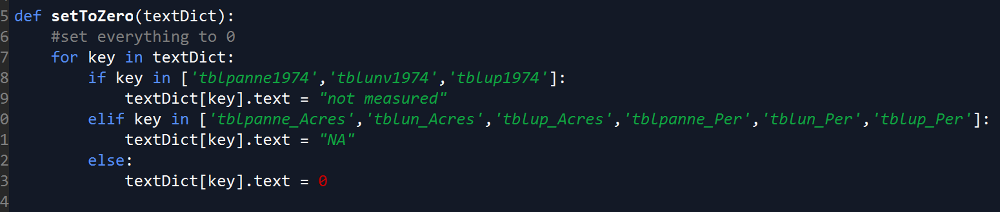 5 def setToZero(textDict):
6     #set everything to 0
7     for key in textDict:
8         if key in ['tblpanne1974','tblunv1974','tblup1974']:
9             textDict[key].text = "not measured"
0         elif key in ['tblpanne_Acres','tblun_Acres','tblup_Acres','tblpanne_Per','tblun_Per','tblup_Per']:
1             textDict[key].text = "NA"
2         else:
3             textDict[key].text = 0
4